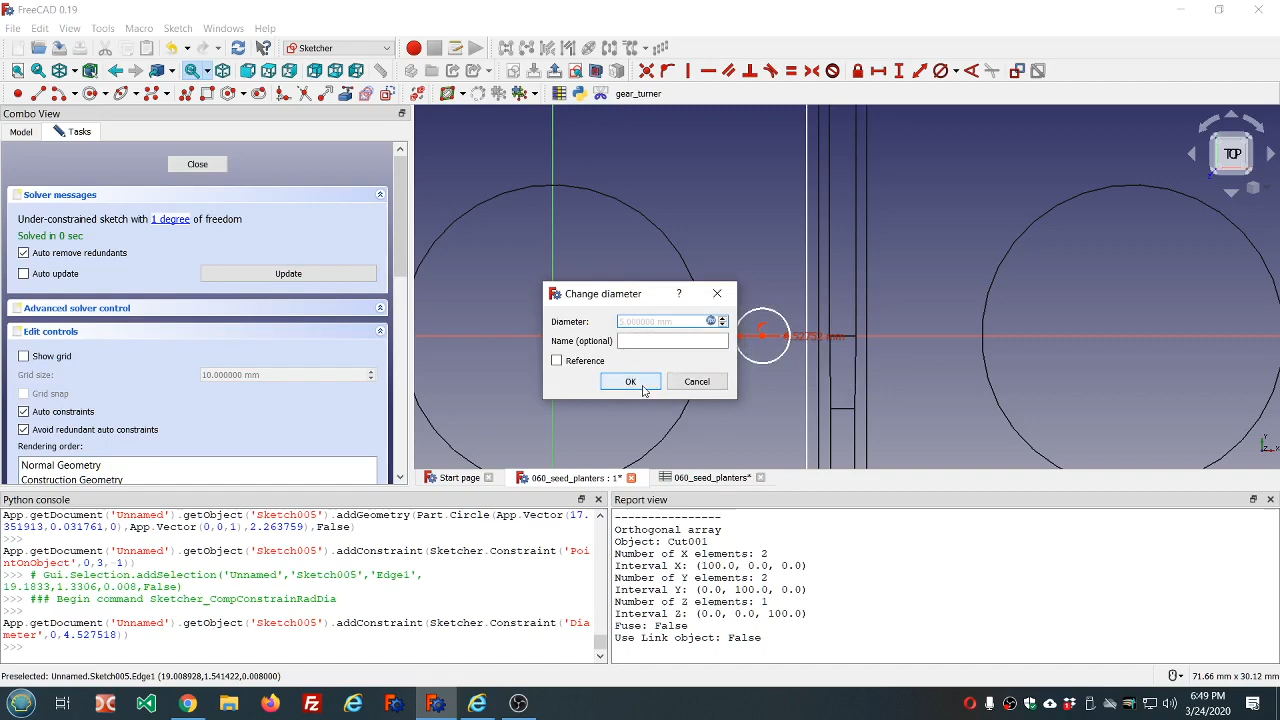 FreeCAD 0.19
File Edit View Tools Macro Sketch Windows Help
Sketcher
gear_turner
Combo View
Model Tasks
Close
Solver messages
Under-constrained sketch with 1 degree of freedom
Solved in 0 sec
Auto remove redundants
Auto update Update
Advanced solver control
Edit controls
Show grid
Grid size: 10.000000 mm
Grid snap
Auto constraints
Avoid redundant auto constraints
Rendering order:
Normal Geometry
Construction Geometry
TOP
Change diameter ?
Diameter: 5.000000 mm
Name (optional)
Reference
OK Cancel
Start page 060_seed_planters : 1* 060_seed_planters*
Python console
App.getDocument('Unnamed').getObject('Sketch005').addGeometry(Part.Circle(App.Vector(17.
351913,0.031761,0),App.Vector(0,0,1),2.263759),False)
>>>
App.getDocument('Unnamed').getObject('Sketch005').addConstraint(Sketcher.Constraint('Poi
ntOnObject',0,3,-1))
>>> # Gui.Selection.addSelection('Unnamed','Sketch005','Edge1',
19.1833,1.3306,0.008,False)
>>> ### Begin command Sketcher_CompConstrainRadDia
>>>
App.getDocument('Unnamed').getObject('Sketch005').addConstraint(Sketcher.Constraint('Dia
meter',0,4.527518))
>>>
Report view
----------------
Orthogonal array
Object: Cut001
Number of X elements: 2
Interval X: (100.0, 0.0, 0.0)
Number of Y elements: 2
Interval Y: (0.0, 100.0, 0.0)
Number of Z elements: 1
Interval Z: (0.0, 0.0, 100.0)
Fuse: False
Use Link object: False
Preselected: Unnamed.Sketch005.Edge1 (19.008928,1.541422,0.008000)
71.66 mm x 30.12 mm
6:49 PM
3/24/2020